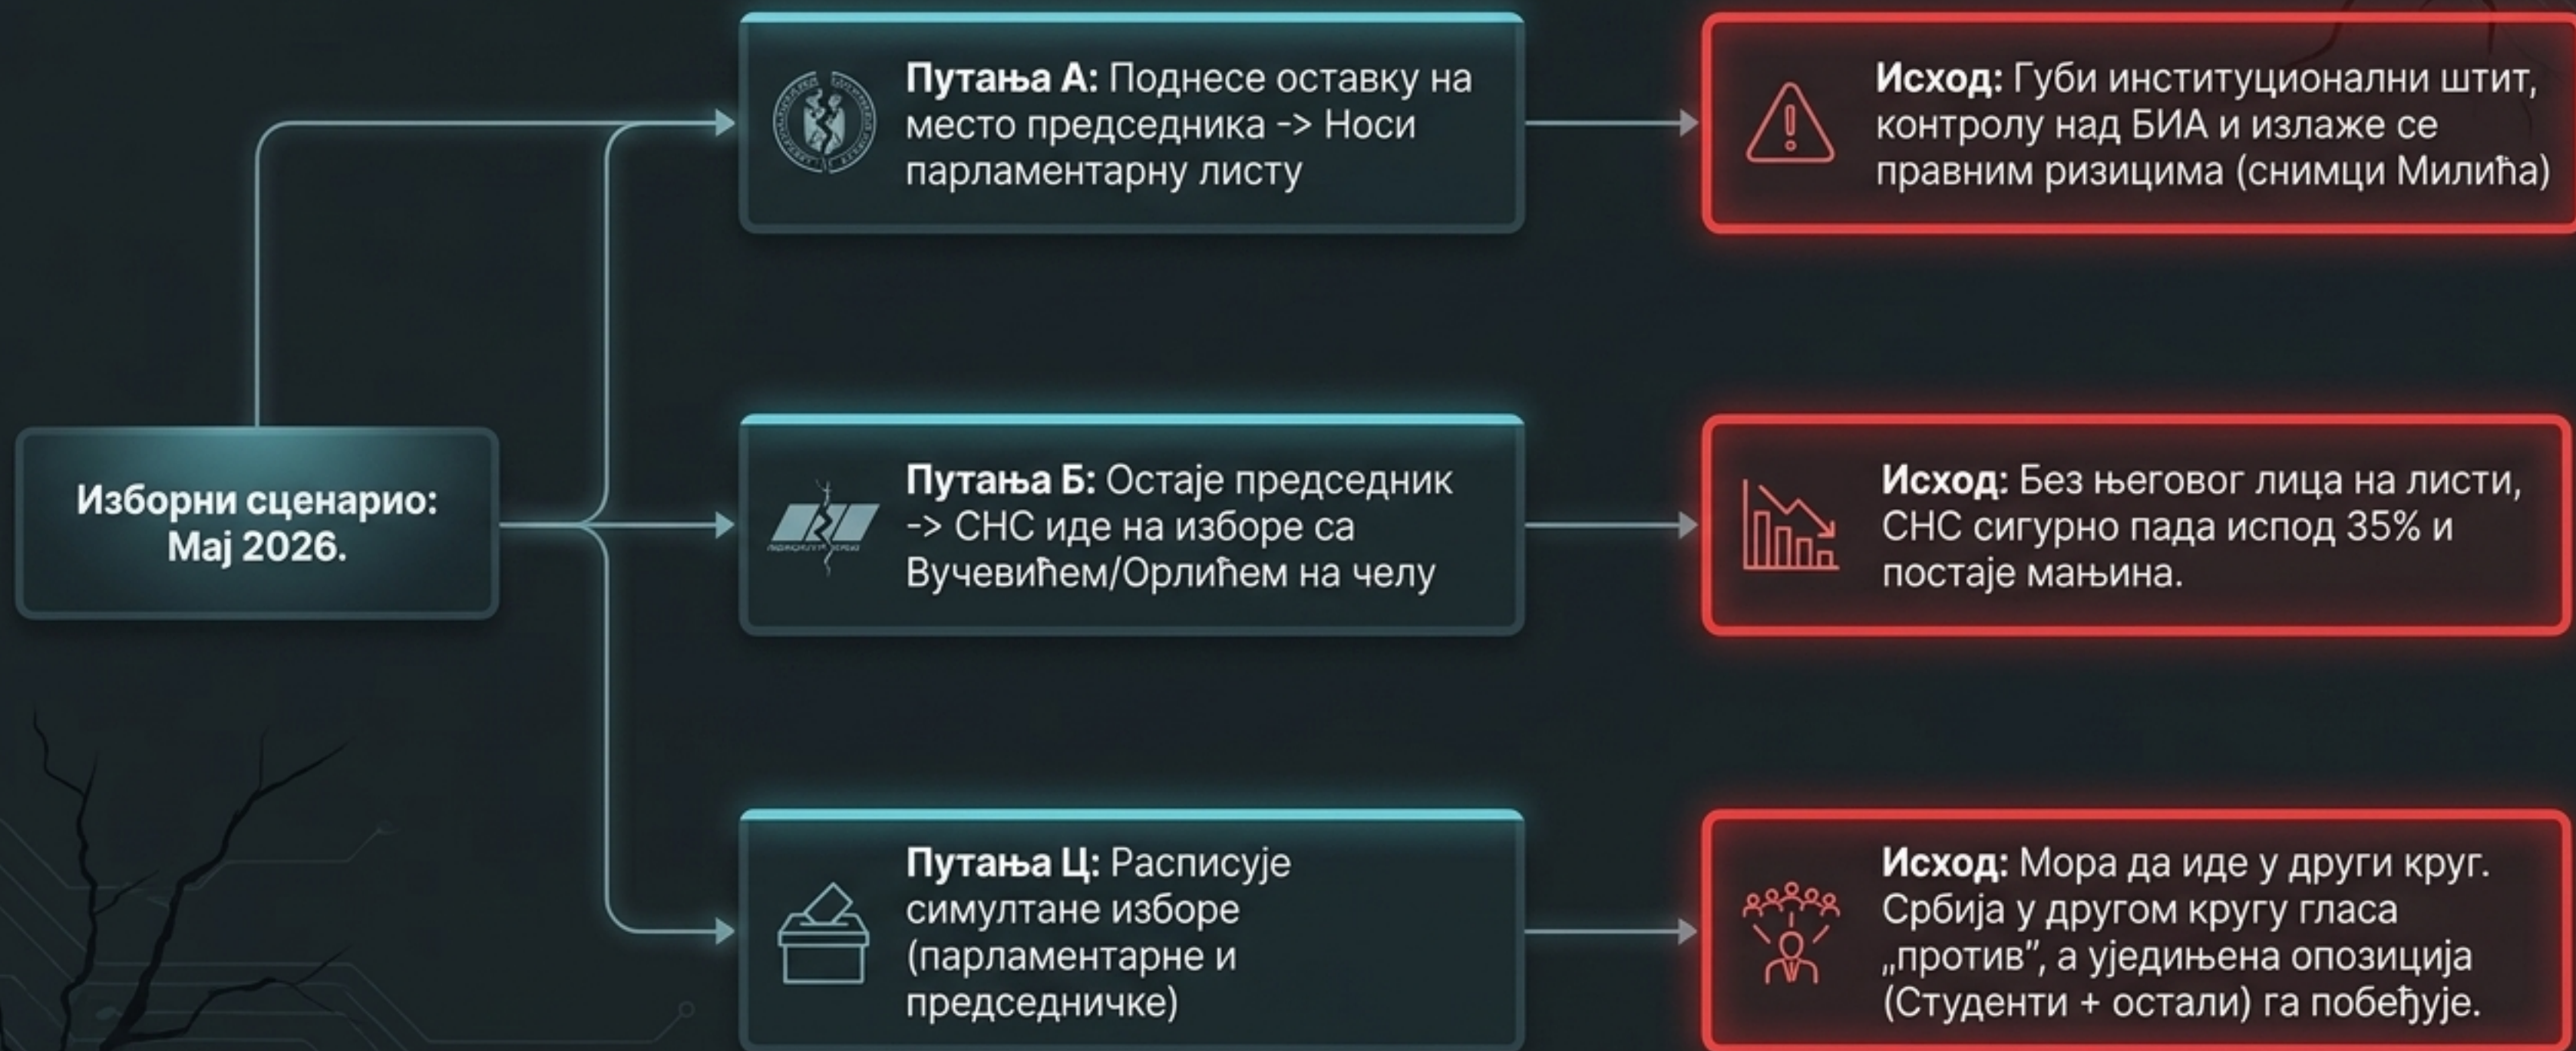 Путања А: Поднесе оставку на
место председника -> Носи
парламентарну листу
Исход: Губи институционални штит,
контролу над БИА и излаже се
правним ризицима (снимци Милића)
Изборни сценарио:
Мај 2026.
Путања Б: Остаје председник
-> СНС иде на изборе са
Вучевићем/Орлићем на челу
Исход: Без његовог лица на листи,
СНС сигурно пада испод 35% и
постаје мањина.
Путања Ц: Расписује
симултане изборе
(парламентарне и
председничке)
Исход: Мора да иде у други круг.
Србија у другом кругу гласа
„против”, а уједињена опозиција
(Студенти + остали) га побеђује.